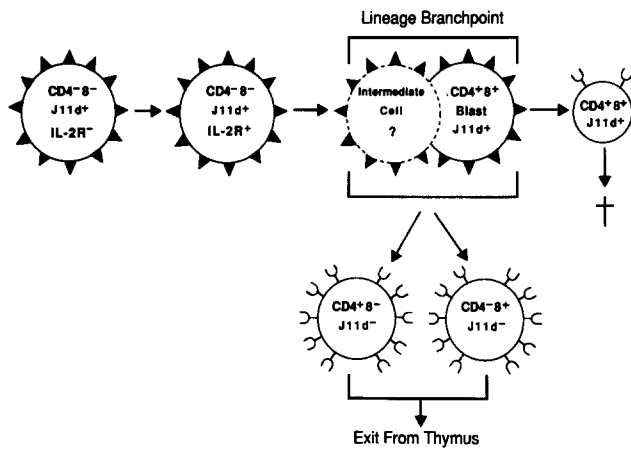 Lineage Branchpoint
CD4⁻8⁻
J11d⁺
IL-2R⁻
CD4⁻8⁻
J11d⁺
IL-2R⁺
Intermediate
Cell
?
CD4⁺8⁺
Blast
J11d⁺
CD4⁺8⁺
J11d⁺
CD4⁺8⁻
J11d⁻
CD4⁻8⁺
J11d⁻
Exit From Thymus